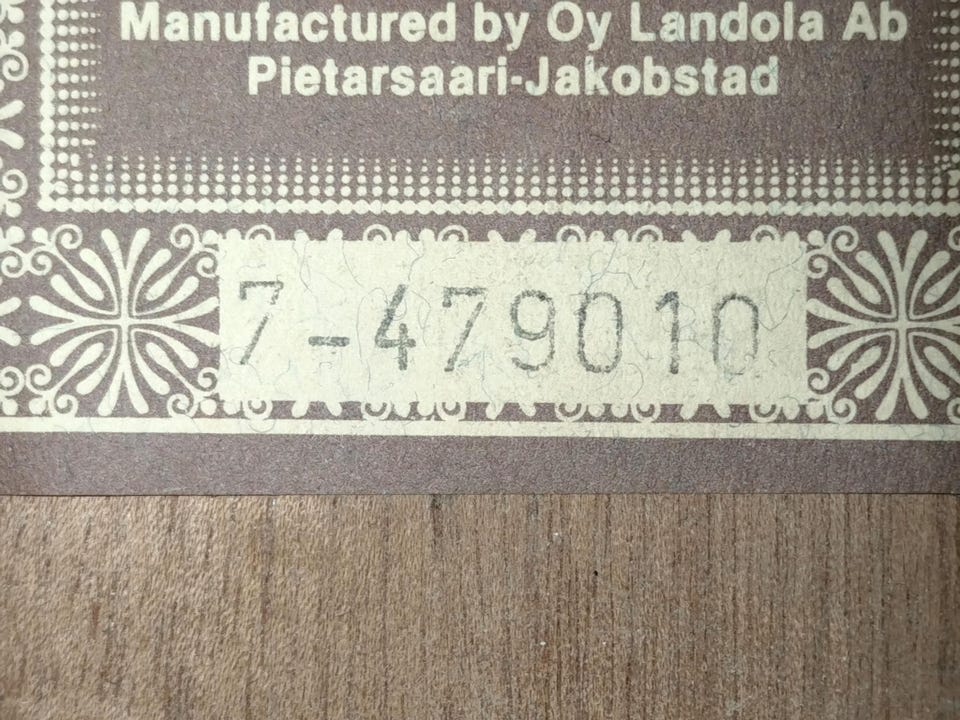 Manufactured by Oy Landola Ab
Pietarsaari-Jakobstad
7-479010